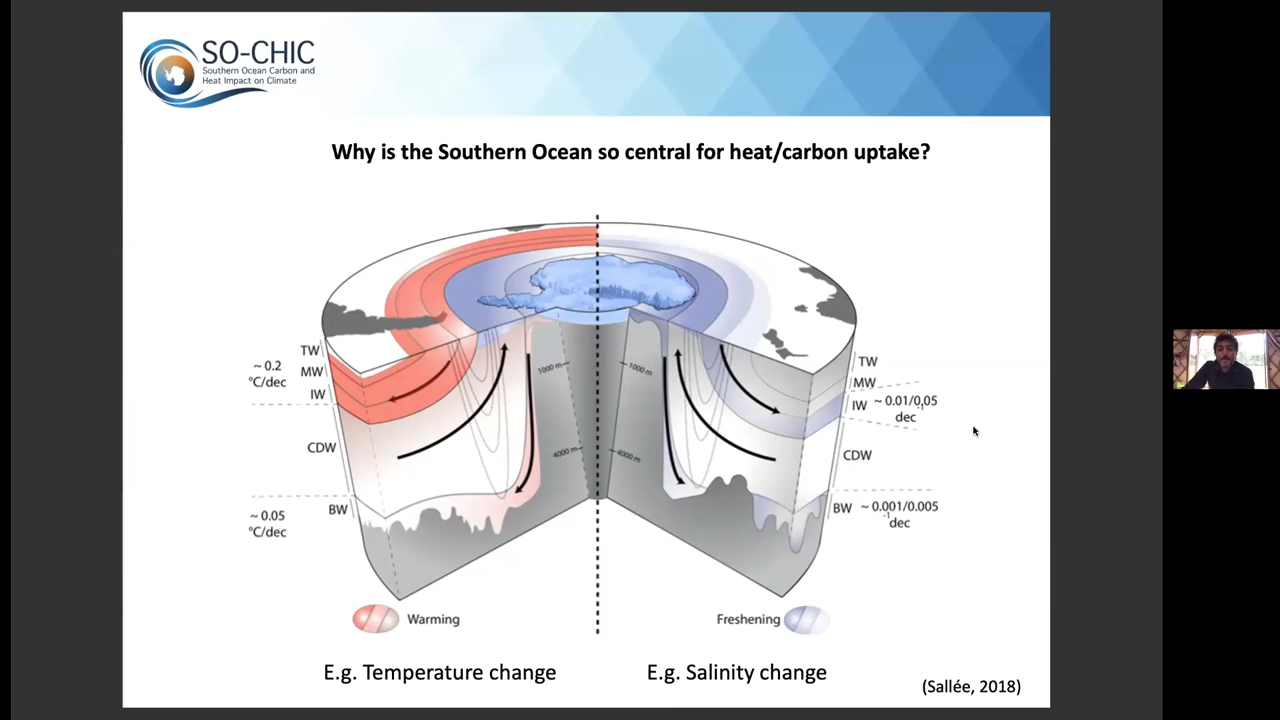 SO-CHIC
Southern Ocean Carbon and
Heat Impact on Climate
Why is the Southern Ocean so central for heat/carbon uptake?
TW
MW
IW
CDW
BW
~ 0.2
°C/dec
~ 0.05
°C/dec
1000 m
4000 m
1000 m
4000 m
TW
MW
IW
~ 0.01/0.05
dec
-1
CDW
BW
~ 0.001/0.005
dec
-1
Warming
Freshening
E.g. Temperature change
E.g. Salinity change
(Sallée, 2018)